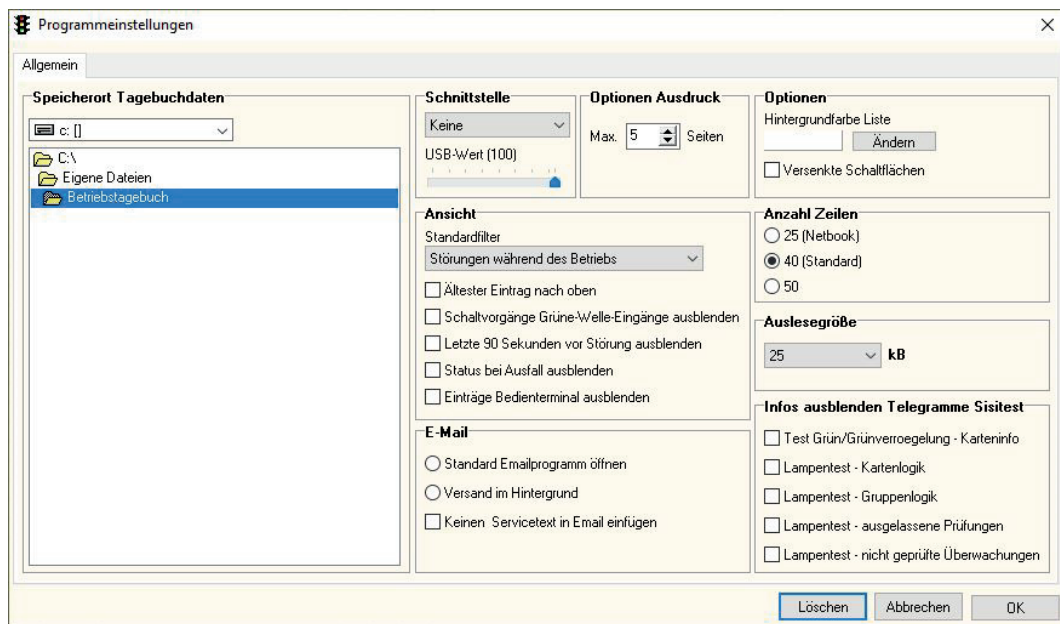 Programmeinstellungen
Allgemein
Speicherort Tagebuchdaten
c: []
C:\
Eigene Dateien
Betriebstagebuch
Schnittstelle
Keine
USB-Wert (100)
Optionen Ausdruck
Max. 5 Seiten
Optionen
Hintergrundfarbe Liste
Ändern
Versenkte Schaltflächen
Ansicht
Standardfilter
Störungen während des Betriebs
Ältester Eintrag nach oben
Schaltvorgänge Grüne-Welle-Eingänge ausblenden
Letzte 90 Sekunden vor Störung ausblenden
Status bei Ausfall ausblenden
Einträge Bedienterminal ausblenden
Anzahl Zeilen
25 (Netbook)
40 (Standard)
50
Auslesegröße
25 kB
E-Mail
Standard Emailprogramm öffnen
Versand im Hintergrund
Keinen Servicetext in Email einfügen
Infos ausblenden Telegramme Sisitest
Test Grün/Grünverroegelung - Karteninfo
Lampentest - Kartenlogik
Lampentest - Gruppenlogik
Lampentest - ausgelassene Prüfungen
Lampentest - nicht geprüfte Überwachungen
Löschen
Abbrechen
OK